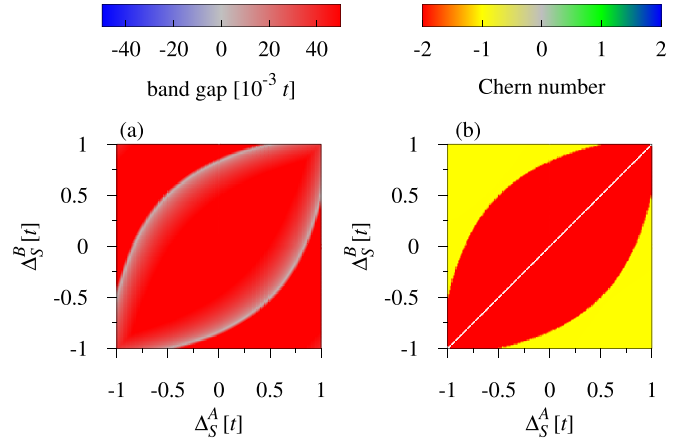 -40 -20 0 20 40
band gap [10⁻³ t]
-2 -1 0 1 2
Chern number
(a)
1
0.5
0
-0.5
-1
Δ_S^B [t]
-1 -0.5 0 0.5 1
Δ_S^A [t]
(b)
1
0.5
0
-0.5
-1
Δ_S^B [t]
-1 -0.5 0 0.5 1
Δ_S^A [t]